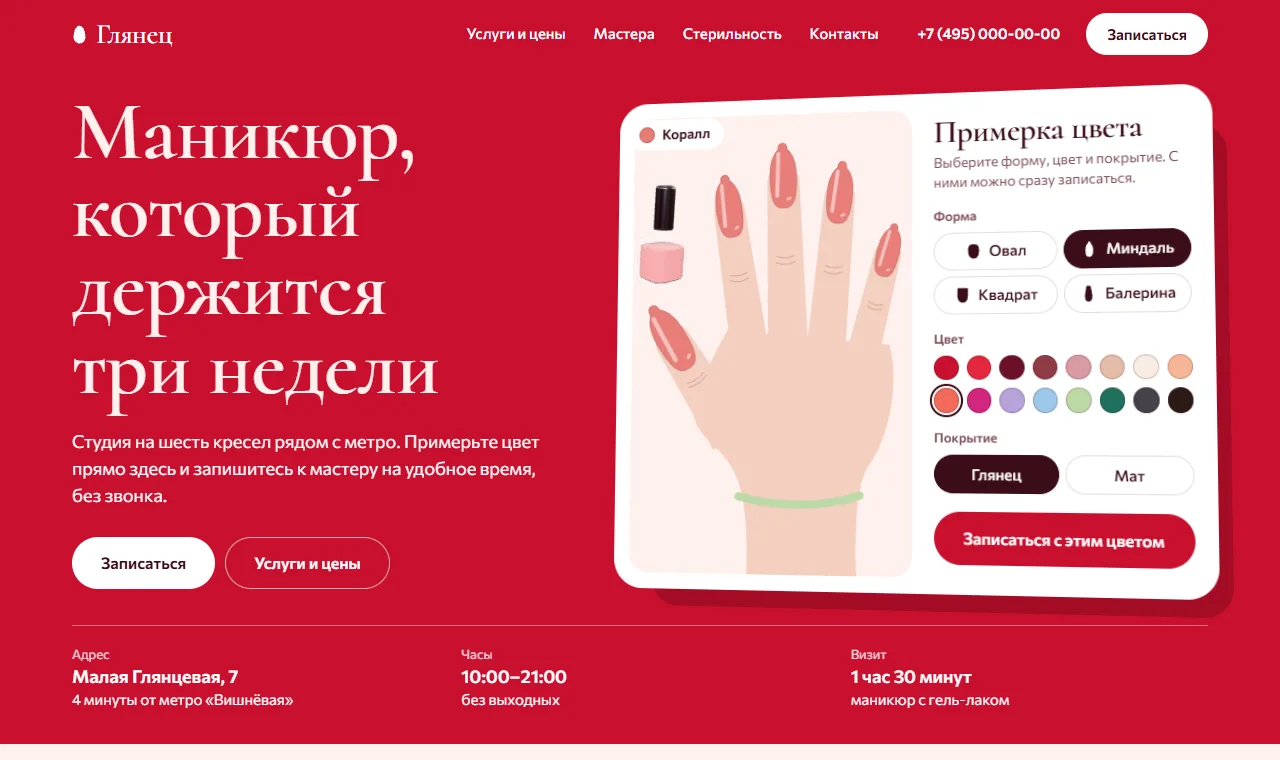 Глянец
Услуги и цены
Мастера
Стерильность
Контакты
+7 (495) 000-00-00
Записаться
Маникюр,
который
держится
три недели
Студия на шесть кресел рядом с метро. Примерьте цвет
прямо здесь и запишитесь к мастеру на удобное время,
без звонка.
Записаться
Услуги и цены
Коралл
Примерка цвета
Выберите форму, цвет и покрытие. С
ними можно сразу записаться.
Форма
Овал
Миндаль
Квадрат
Балерина
Цвет
Покрытие
Глянец
Мат
Записаться с этим цветом
Адрес
Малая Глянцевая, 7
4 минуты от метро «Вишнёвая»
Часы
10:00–21:00
без выходных
Визит
1 час 30 минут
маникюр с гель-лаком